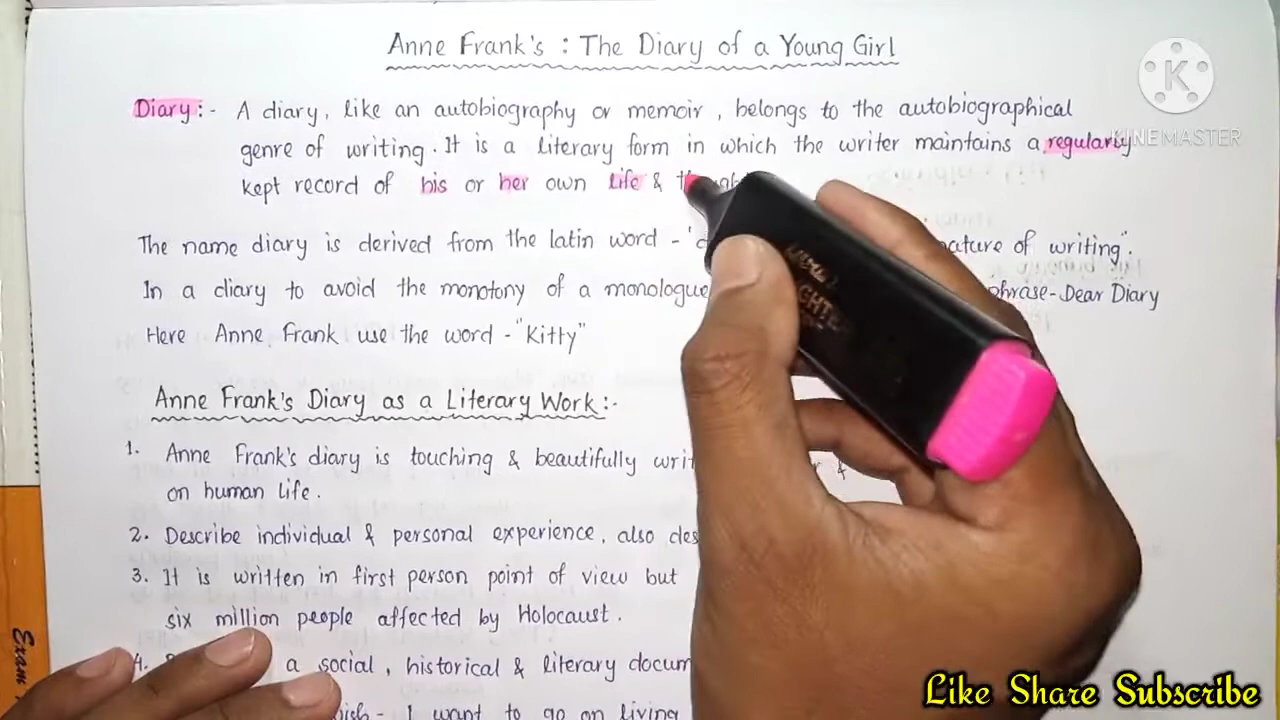 Anne Frank's : The Diary of a Young Girl
K
KINEMASTER
Diary :- A diary, like an autobiography or memoir, belongs to the autobiographical
genre of writing. It is a literary form in which the writer maintains a regularly
kept record of his or her own life &
The name diary is derived from the latin word - nature of writing".
In a diary to avoid the monotony of a monologue phrase - Dear Diary
Here Anne Frank use the word - "Kitty"
Anne Frank's Diary as a Literary Work :-
1. Anne Frank's diary is touching & beautifully &
on human life.
2. Describe individual & personal experience, also
3. It is written in first person point of view but
six million people affected by Holocaust.
4. a social, historical & literary
I want to go on living
Exam
Like Share Subscribe